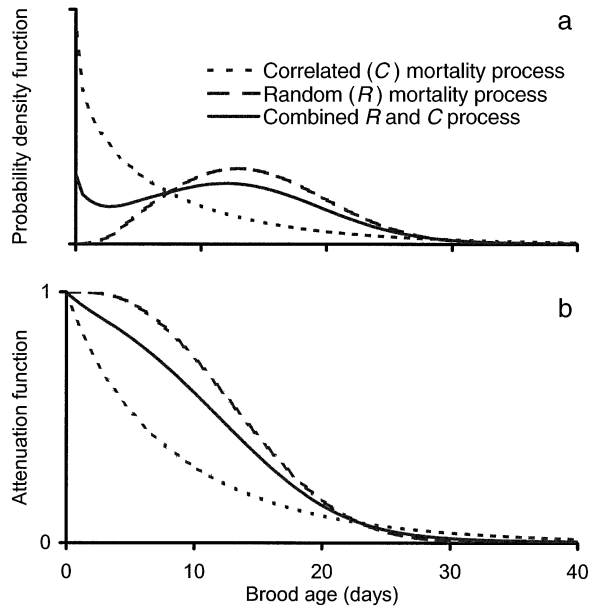 a
Probability density function
Correlated (C) mortality process
Random (R) mortality process
Combined R and C process
b
Attenuation function
1
0
0 10 20 30 40
Brood age (days)